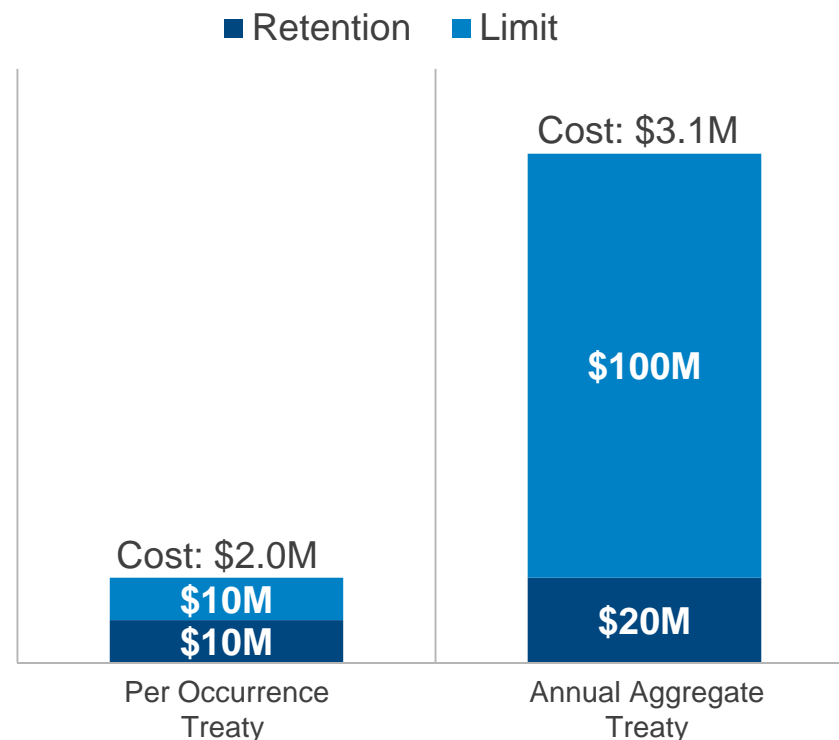 Retention Limit
Cost: $3.1M
$100M
Cost: $2.0M
$10M
$10M
$20M
Per Occurrence
Treaty
Annual Aggregate
Treaty